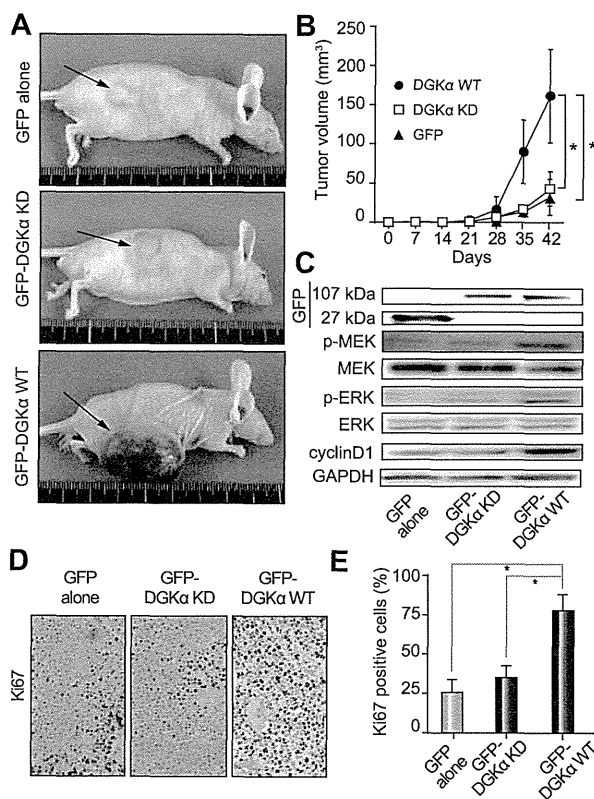 A
GFP alone
GFP-DGKα KD
GFP-DGKα WT
B
Tumor volume (mm³)
250
200
150
100
50
0
0 7 14 21 28 35 42
Days
DGKα WT
DGKα KD
GFP
*
*
C
GFP
107 kDa
27 kDa
p-MEK
MEK
p-ERK
ERK
cyclinD1
GAPDH
GFP
alone
GFP-
DGKα KD
GFP-
DGKα WT
D
GFP
alone
GFP-
DGKα KD
GFP-
DGKα WT
Ki67
E
Ki67 positive cells (%)
100
75
50
25
0
*
*
GFP
alone
GFP-
DGKα KD
GFP-
DGKα WT